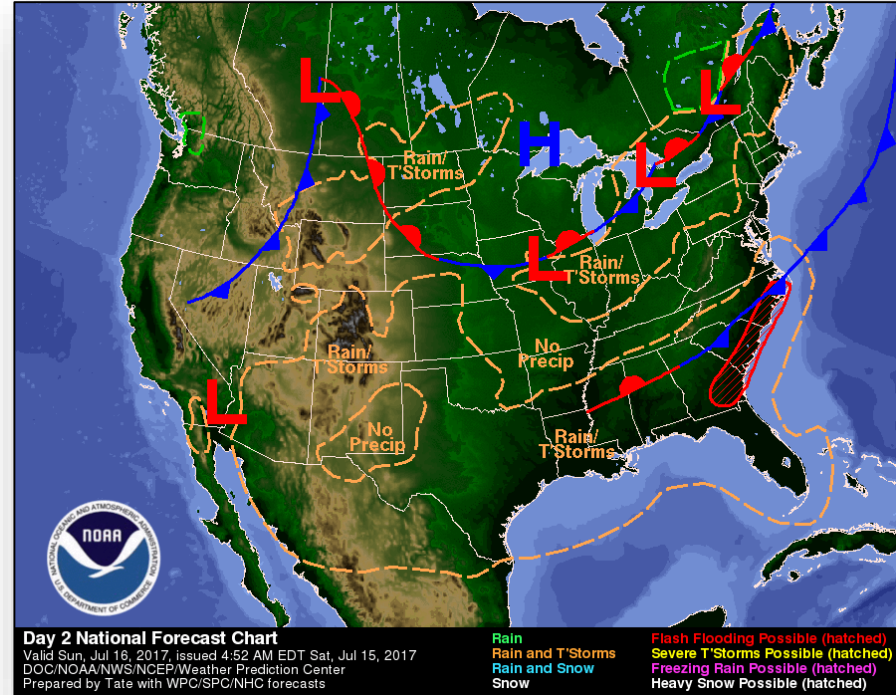 L
L
H
Rain/
T'Storms
L
L
Rain/
T'Storms
No
Precip
Rain/
T'Storms
L
No
Precip
Rain/
T'Storms
NATIONAL OCEANIC AND ATMOSPHERIC ADMINISTRATION
NOAA
U.S. DEPARTMENT OF COMMERCE
Day 2 National Forecast Chart
Valid Sun, Jul 16, 2017, issued 4:52 AM EDT Sat, Jul 15, 2017
DOC/NOAA/NWS/NCEP/Weather Prediction Center
Prepared by Tate with WPC/SPC/NHC forecasts
Rain
Rain and T'Storms
Rain and Snow
Snow
Flash Flooding Possible (hatched)
Severe T'Storms Possible (hatched)
Freezing Rain Possible (hatched)
Heavy Snow Possible (hatched)